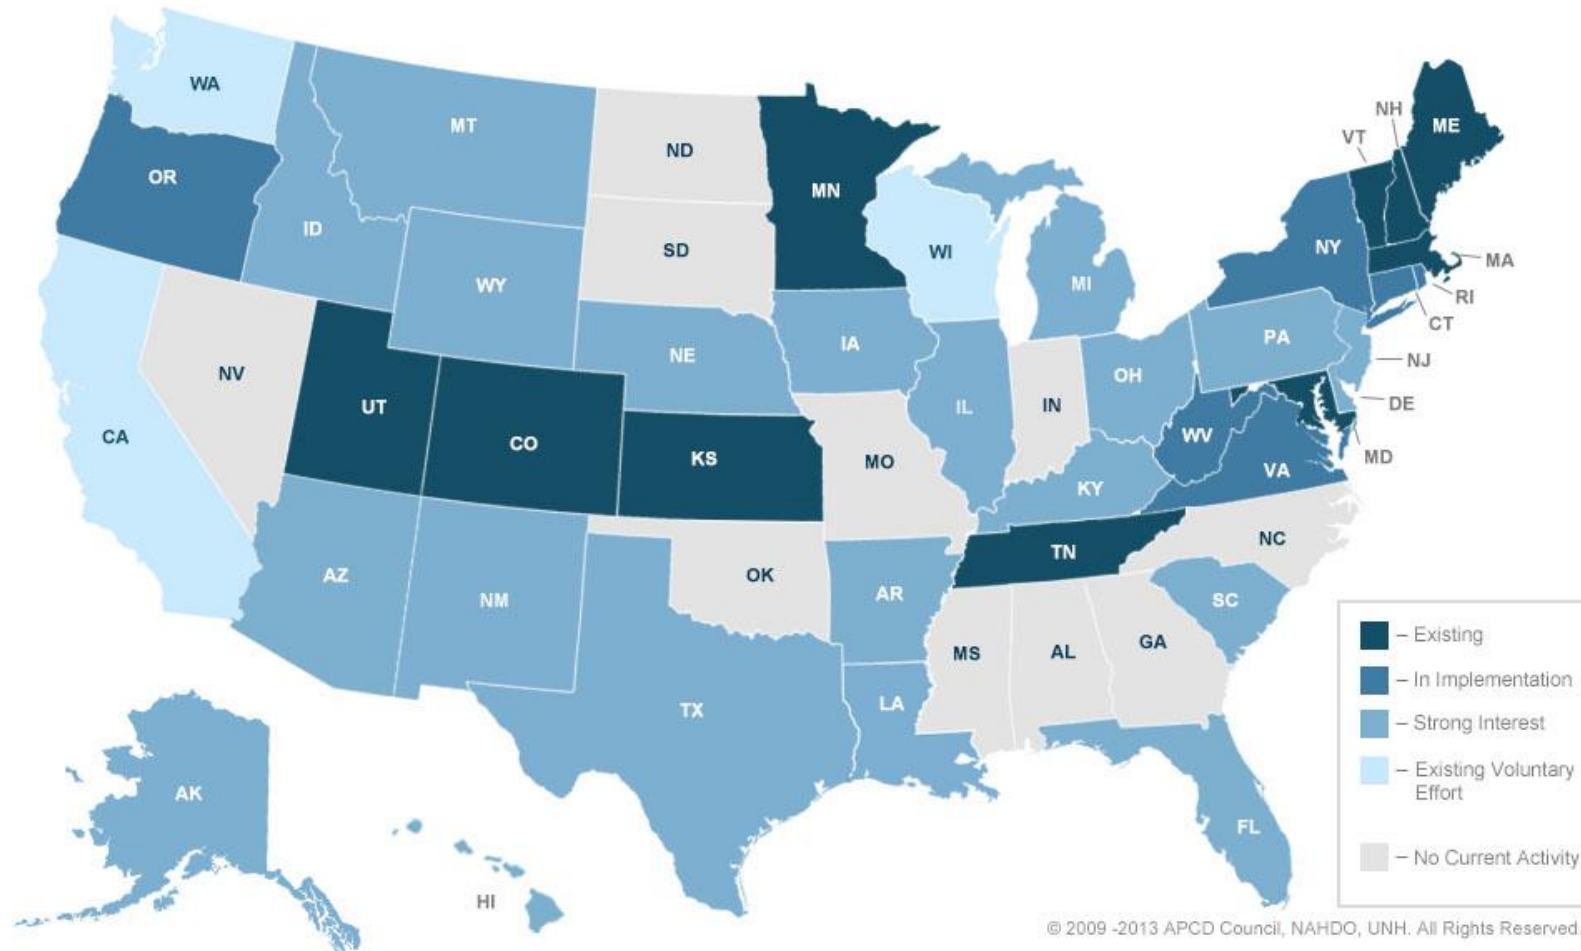 WA
MT
ND
MN
NH
ME
VT
OR
ID
SD
WI
NY
MA
WY
MI
RI
CT
NE
IA
PA
NJ
NV
UT
CO
KS
IL
IN
OH
DE
CA
MO
WV
VA
MD
KY
AZ
NM
OK
AR
TN
NC
SC
TX
LA
MS
AL
GA
AK
HI
FL
– Existing
– In Implementation
– Strong Interest
– Existing Voluntary
Effort
– No Current Activity
© 2009 -2013 APCD Council, NAHDO, UNH. All Rights Reserved.